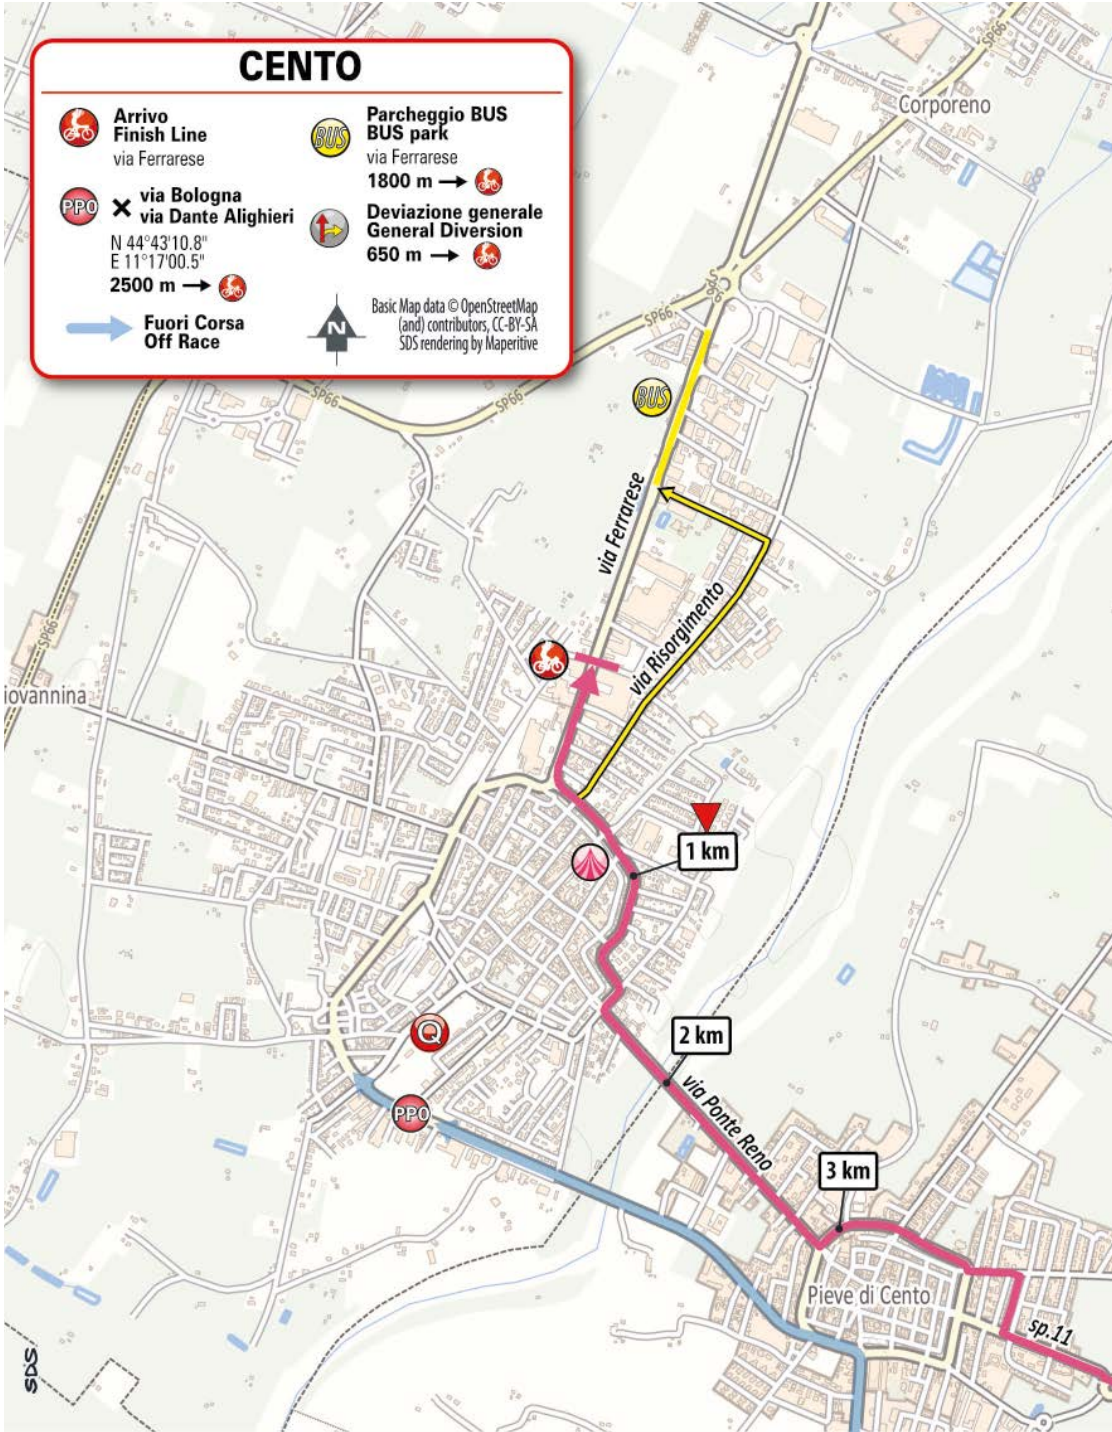 CENTO
Arrivo
Finish Line
via Ferrarese
PPO
via Bologna
via Dante Alighieri
N 44°43'10.8"
E 11°17'00.5"
2500 m
Fuori Corsa
Off Race
BUS
Parcheggio BUS
BUS park
via Ferrarese
1800 m
Deviazione generale
General Diversion
650 m
N
Basic Map data © OpenStreetMap
(and) contributors, CC-BY-SA
SDS rendering by Maperitive
SP66
SP66
Corporeno
SP66
SP66
SP66
SP66
BUS
via Ferrarese
via Risorgimento
SP66
iovannina
1 km
Q
2 km
PPO
via Ponte Reno
3 km
Pieve di Cento
sp.11
SDS